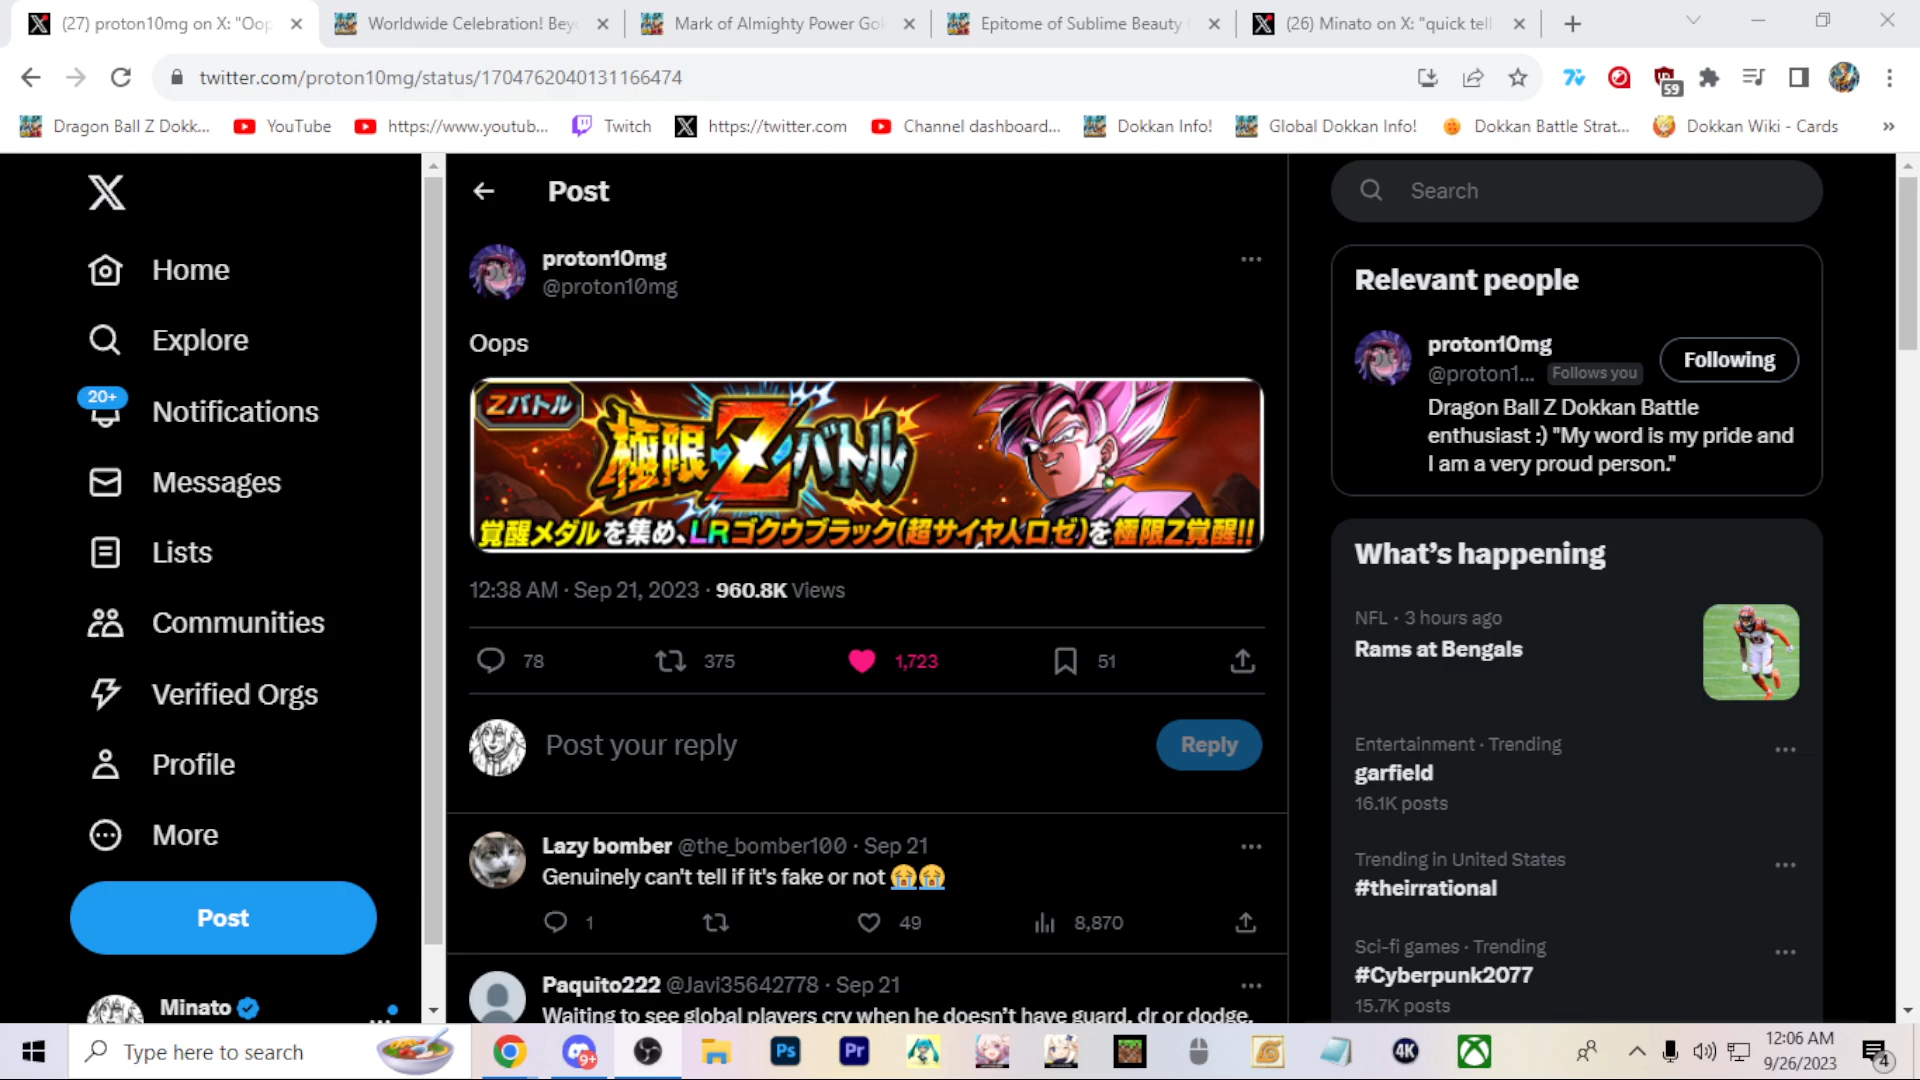 (27) proton10mg on X: "Oop
Worldwide Celebration! Bey
Mark of Almighty Power Go
Epitome of Sublime Beauty
(26) Minato on X: "quick tell
twitter.com/proton10mg/status/1704762040131166474
59
Dragon Ball Z Dokk...
YouTube
https://www.youtub...
Twitch
https://twitter.com
Channel dashboard...
Dokkan Info!
Global Dokkan Info!
Dokkan Battle Strat...
Dokkan Wiki - Cards
»
Home
Explore
20+
Notifications
Messages
Lists
Communities
Verified Orgs
Profile
More
Post
Minato
Post
proton10mg
@proton10mg
Oops
Zバトル
極限Zバトル
覚醒メダルを集め、LRゴクウブラック(超サイヤ人ロゼ)を極限Z覚醒!!
12:38 AM · Sep 21, 2023 · 960.8K Views
78
375
1,723
51
Post your reply
Reply
Lazy bomber @the_bomber100 · Sep 21
Genuinely can't tell if it's fake or not 😭😭
1
49
8,870
Paquito222 @Javi35642778 · Sep 21
Waiting to see global players cry when he doesn't have guard, dr or dodge.
Search
Relevant people
proton10mg
@proton1... Follows you
Following
Dragon Ball Z Dokkan Battle
enthusiast :) "My word is my pride and
I am a very proud person."
What's happening
NFL · 3 hours ago
Rams at Bengals
Entertainment · Trending
garfield
16.1K posts
Trending in United States
#theirrational
Sci-fi games · Trending
#Cyberpunk2077
15.7K posts
Type here to search
9+
Ps
Pr
4K
12:06 AM
9/26/2023
4